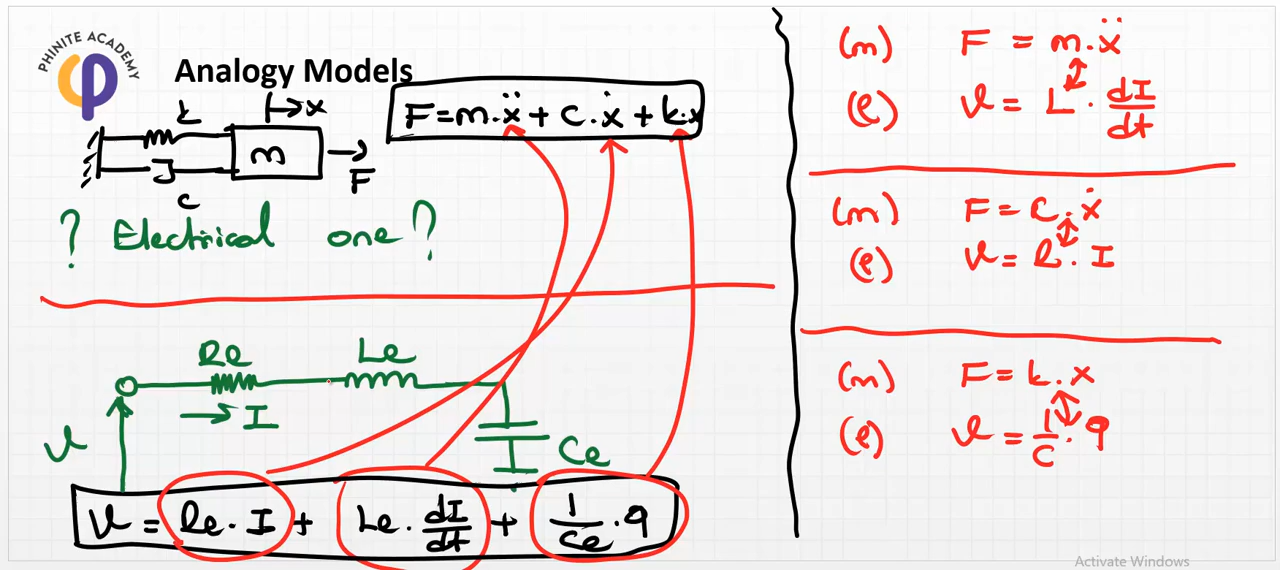 PHINITE ACADEMY
Analogy Models
k
x
F=m.ẍ + c.ẋ + k.x
m
F
c
? Electrical one ?
Re
Le
I
V
Ce
V = Re. I + Le. dI/dt + 1/Ce . q
(m) F = m.ẍ
(e) V = L . dI/dt
(m) F = c . ẋ
(e) V = R . I
(m) F = k. x
(e) V = 1/c . q
Activate Windows